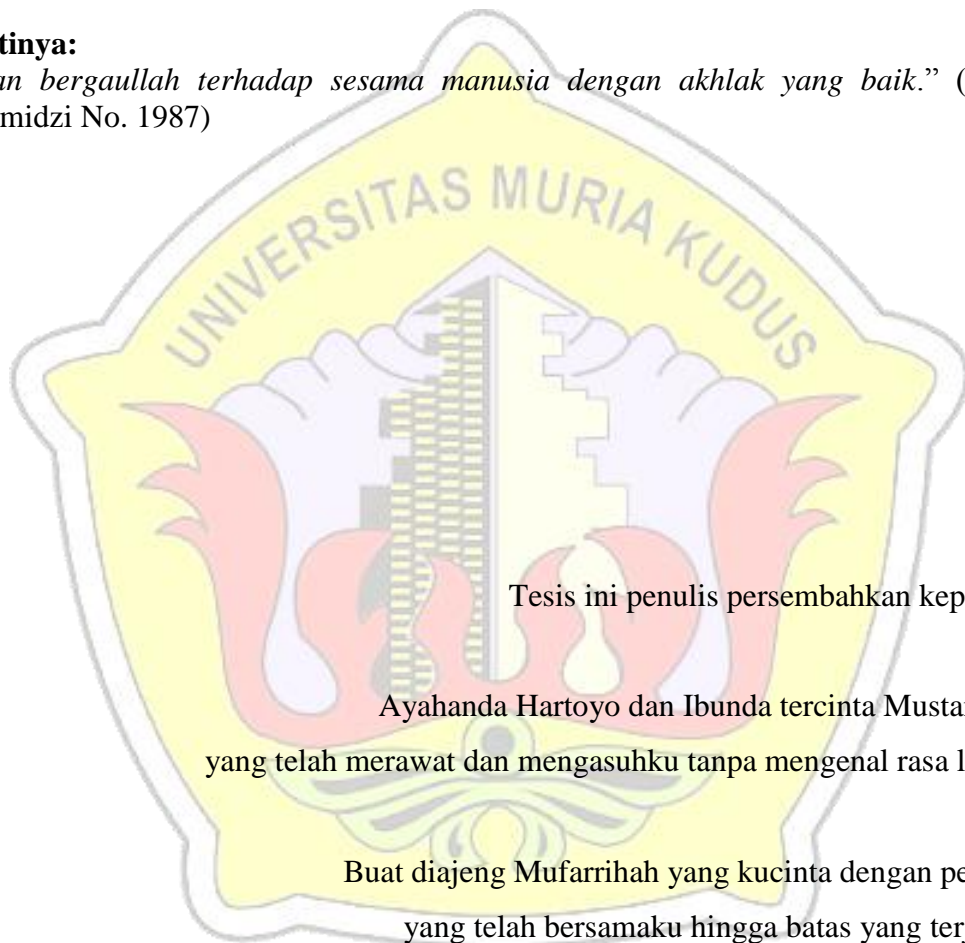 tinya:
an bergaullah terhadap sesama manusia dengan akhlak yang baik.” (
midzi No. 1987)
UNIVERSITAS MURIA KUDUS
Tesis ini penulis persembahkan kep
Ayahanda Hartoyo dan Ibunda tercinta Musta
yang telah merawat dan mengasuhku tanpa mengenal rasa l
Buat diajeng Mufarrihah yang kucinta dengan pe
yang telah bersamaku hingga batas yang ter